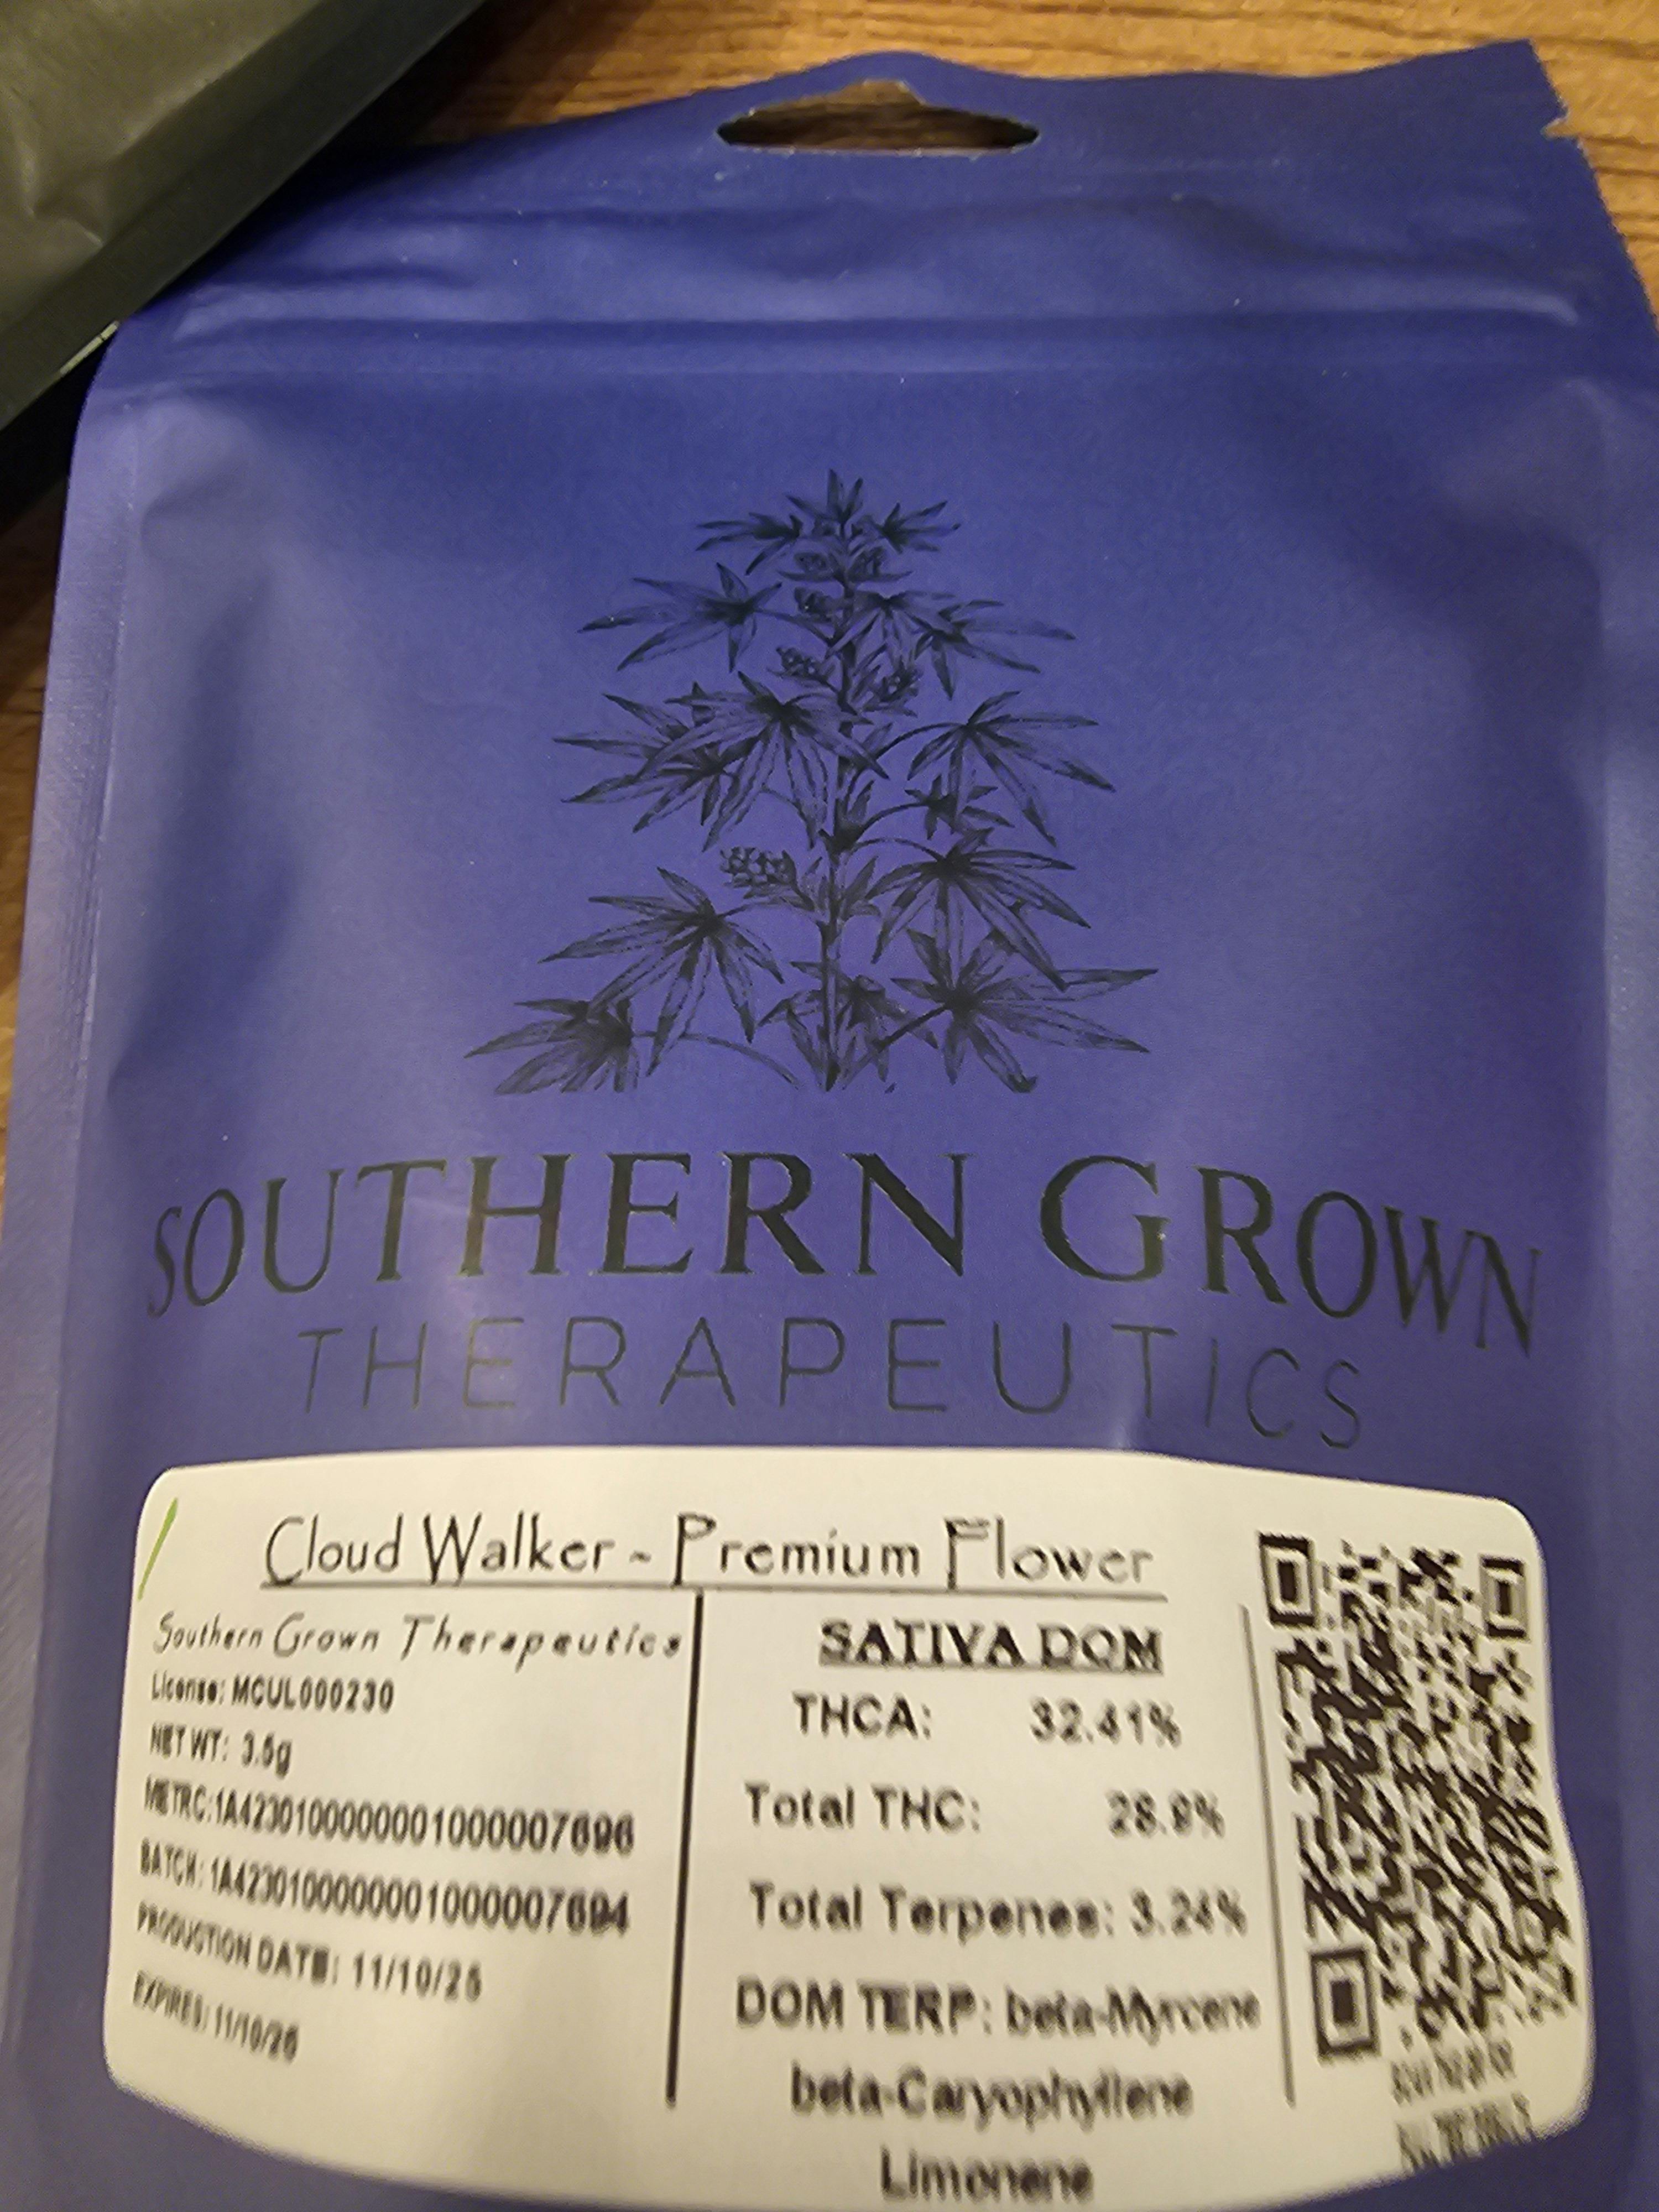 SOUTHERN GROWN
THERAPEUTICS
Cloud Walker - Premium Flower
Southern Grown Therapeutics
License: MCUL000230
NET WT: 3.5g
METRC:
BATCH:
PRODUCTION DATE: 11/10/25
EXPIRES: 11/10/26
SATIVA DOM
THCA: 32.41%
Total THC: 28.9%
Total Terpenes: 3.24%
DOM TERP: beta-Myrcene
beta-Caryophyllene
Limonene